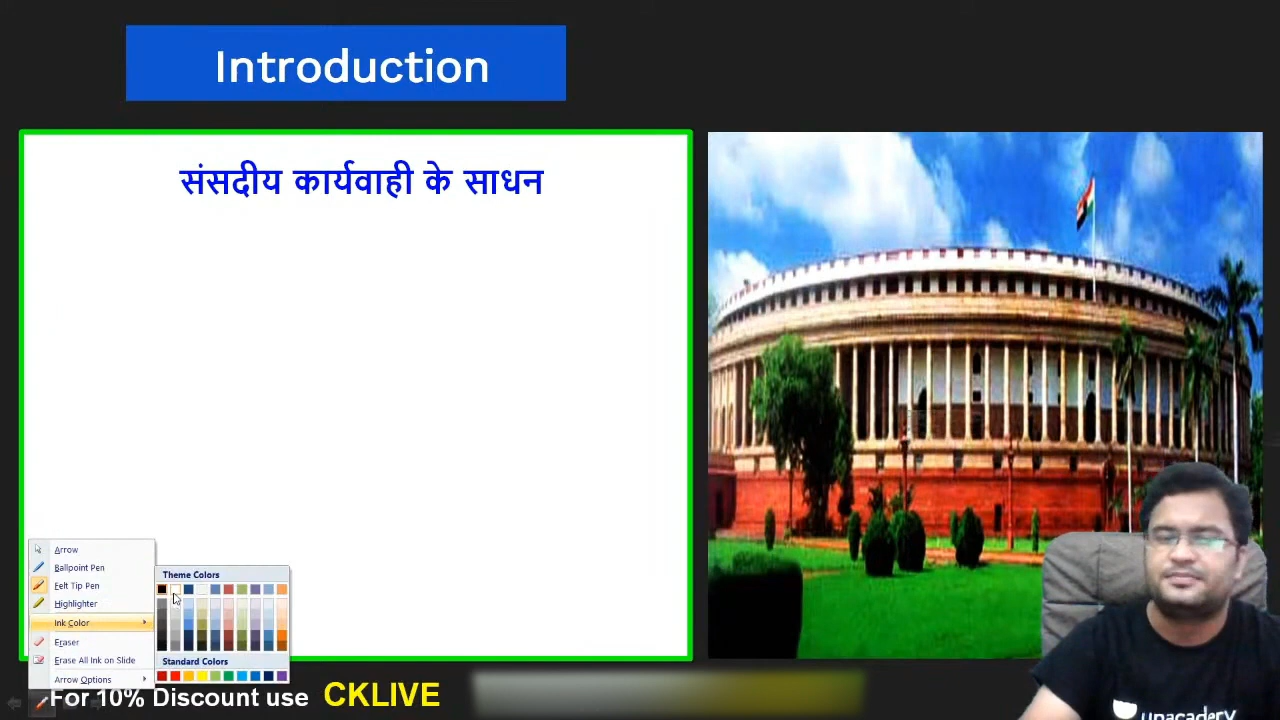 Introduction
संसदीय कार्यवाही के साधन
Arrow
Ballpoint Pen
Felt Tip Pen
Highlighter
Ink Color
Eraser
Erase All Ink on Slide
Arrow Options
Theme Colors
Standard Colors
For 10% Discount use CKLIVE
unacademy